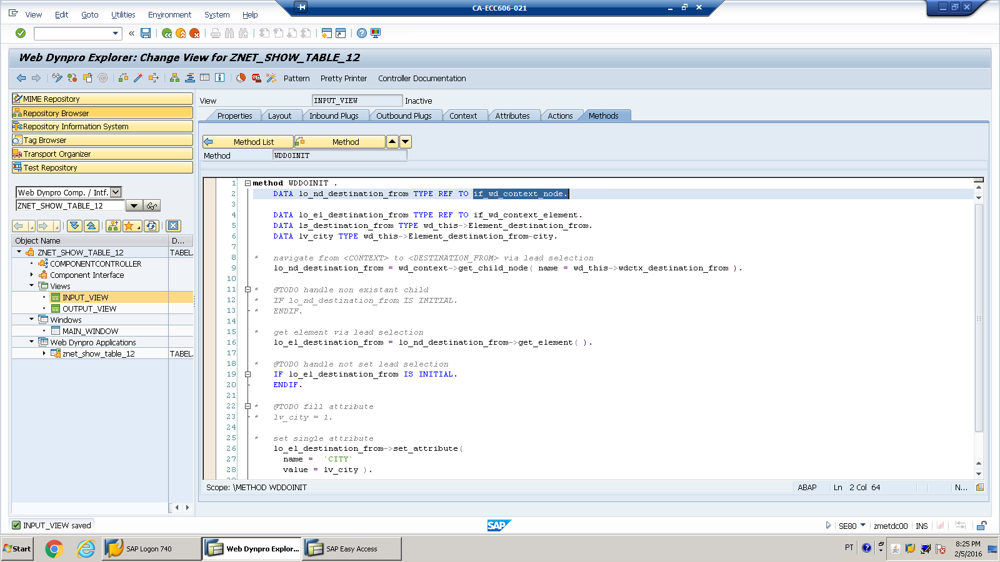 CA-ECC606-021
View Edit Goto Utilities Environment System Help
Web Dynpro Explorer: Change View for ZNET_SHOW_TABLE_12
Pattern Pretty Printer Controller Documentation
MIME Repository
Repository Browser
Repository Information System
Tag Browser
Transport Organizer
Test Repository
Web Dynpro Comp. / Intf.
ZNET_SHOW_TABLE_12
Object Name D...
ZNET_SHOW_TABLE_12 TABEL.
COMPONENTCONTROLLER
Component Interface
Views
INPUT_VIEW
OUTPUT_VIEW
Windows
MAIN_WINDOW
Web Dynpro Applications
znet_show_table_12 TABEL.
View INPUT_VIEW Inactive
Properties Layout Inbound Plugs Outbound Plugs Context Attributes Actions Methods
Method List Method
Method WDDOINIT
1 method WDDOINIT .
2 DATA lo_nd_destination_from TYPE REF TO if_wd_context_node.
3
4 DATA lo_el_destination_from TYPE REF TO if_wd_context_element.
5 DATA ls_destination_from TYPE wd_this->Element_destination_from.
6 DATA lv_city TYPE wd_this->Element_destination_from-city.
7
8 * navigate from <CONTEXT> to <DESTINATION_FROM> via lead selection
9 lo_nd_destination_from = wd_context->get_child_node( name = wd_this->wdctx_destination_from ).
10
11 * @TODO handle non existant child
12 * IF lo_nd_destination_from IS INITIAL.
13 * ENDIF.
14
15 * get element via lead selection
16 lo_el_destination_from = lo_nd_destination_from->get_element( ).
17
18 * @TODO handle not set lead selection
19 IF lo_el_destination_from IS INITIAL.
20 ENDIF.
21
22 * @TODO fill attribute
23 * lv_city = 1.
24
25 * set single attribute
26 lo_el_destination_from->set_attribute(
27 name = `CITY`
28 value = lv_city ).
Scope: \METHOD WDDOINIT ABAP Ln 2 Col 64 N...
INPUT_VIEW saved
SAP
SE80 zmetdc00 INS
Start SAP Logon 740 Web Dynpro Explor... SAP Easy Access PT
8:25 PM
2/5/2016